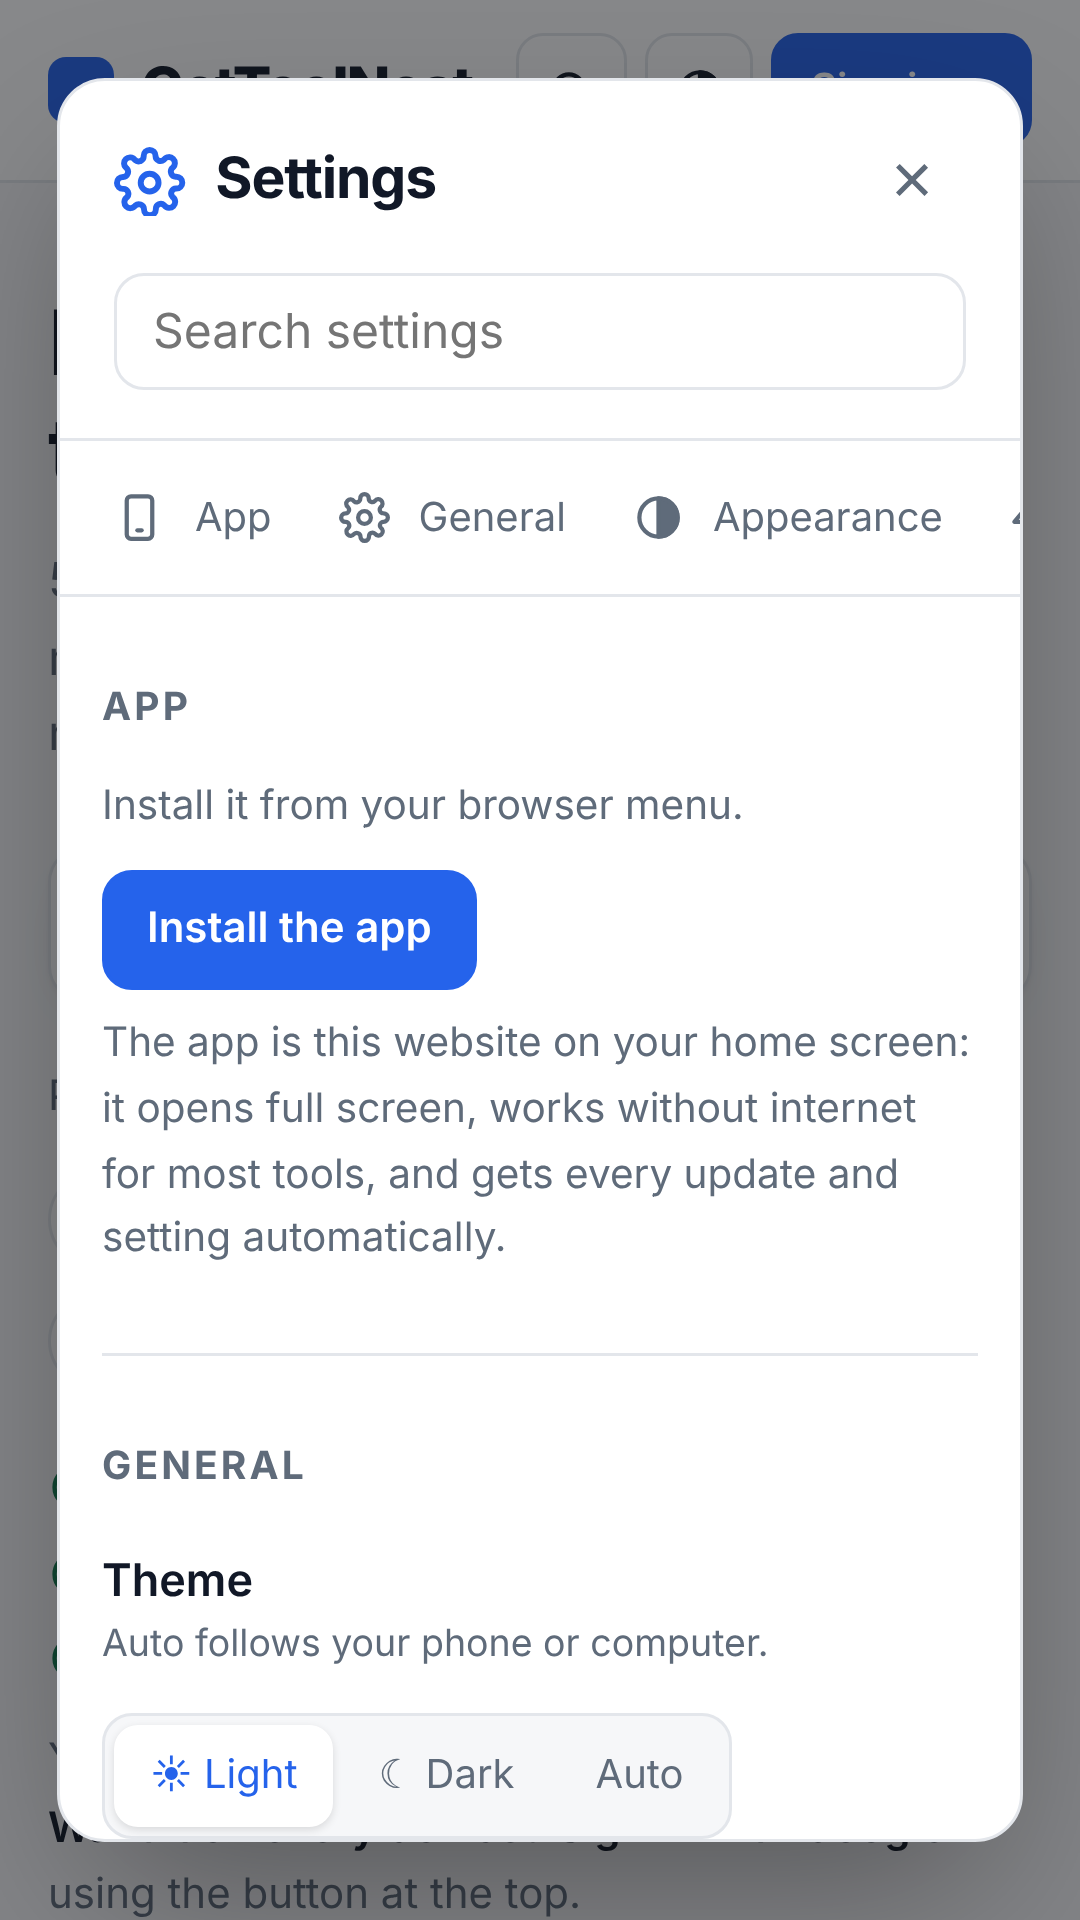 Settings
Search settings
App General Appearance
APP
Install it from your browser menu.
Install the app
The app is this website on your home screen:
it opens full screen, works without internet
for most tools, and gets every update and
setting automatically.
GENERAL
Theme
Auto follows your phone or computer.
Light Dark Auto
using the button at the top.